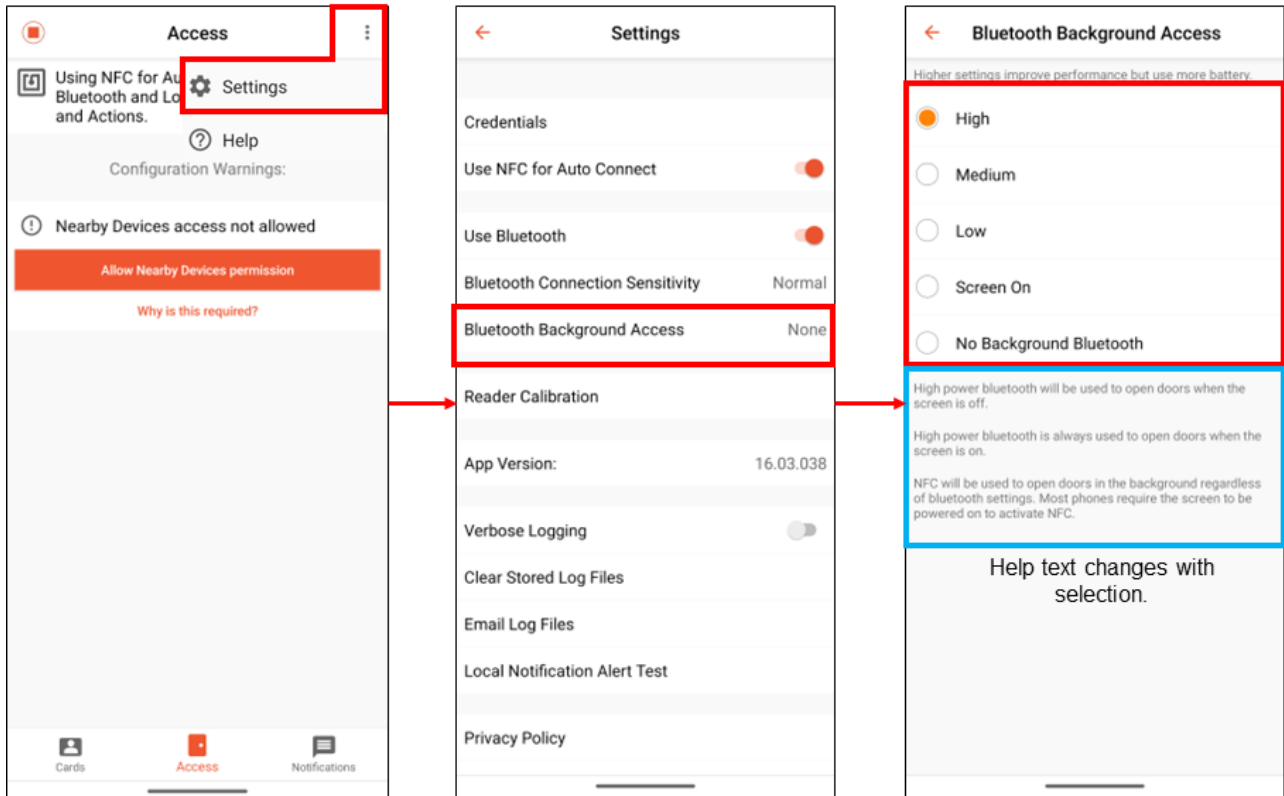 Access
Using NFC for Au
Bluetooth and Lo
and Actions.
Settings
Help
Configuration Warnings:
Nearby Devices access not allowed
Allow Nearby Devices permission
Why is this required?
Cards
Access
Notifications
Settings
Credentials
Use NFC for Auto Connect
Use Bluetooth
Bluetooth Connection Sensitivity Normal
Bluetooth Background Access None
Reader Calibration
App Version: 16.03.038
Verbose Logging
Clear Stored Log Files
Email Log Files
Local Notification Alert Test
Privacy Policy
Bluetooth Background Access
Higher settings improve performance but use more battery.
High
Medium
Low
Screen On
No Background Bluetooth
High power bluetooth will be used to open doors when the
screen is off.
High power bluetooth is always used to open doors when the
screen is on.
NFC will be used to open doors in the background regardless
of bluetooth settings. Most phones require the screen to be
powered on to activate NFC.
Help text changes with
selection.